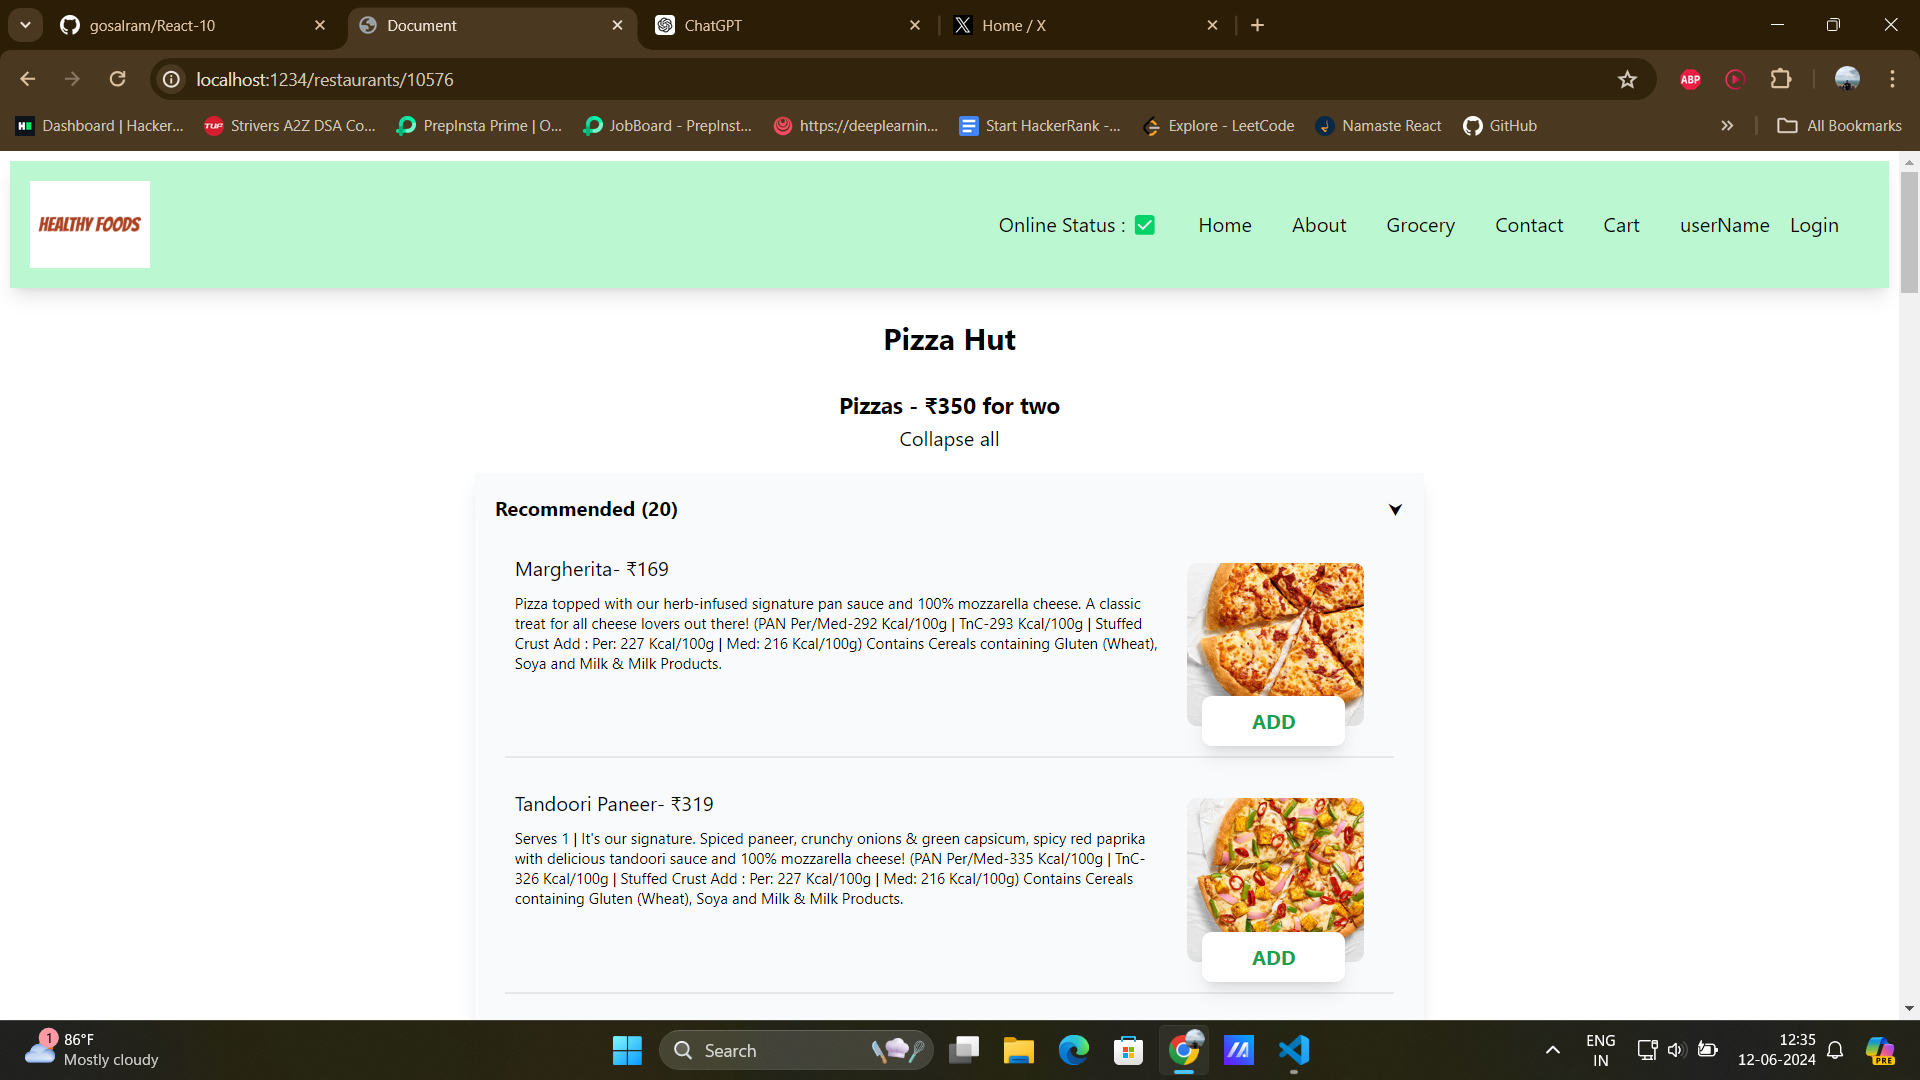 gosalram/React-10
Document
ChatGPT
Home / X
localhost:1234/restaurants/10576
ABP
Dashboard | Hacker...
TUF
Strivers A2Z DSA Co...
PrepInsta Prime | O...
JobBoard - PrepInst...
https://deeplearnin...
Start HackerRank -...
Explore - LeetCode
Namaste React
GitHub
All Bookmarks
HEALTHY FOODS
Online Status : ✅
Home
About
Grocery
Contact
Cart
userName
Login
Pizza Hut
Pizzas - ₹350 for two
Collapse all
Recommended (20)
Margherita- ₹169
Pizza topped with our herb-infused signature pan sauce and 100% mozzarella cheese. A classic
treat for all cheese lovers out there! (PAN Per/Med-292 Kcal/100g | TnC-293 Kcal/100g | Stuffed
Crust Add : Per: 227 Kcal/100g | Med: 216 Kcal/100g) Contains Cereals containing Gluten (Wheat),
Soya and Milk & Milk Products.
ADD
Tandoori Paneer- ₹319
Serves 1 | It's our signature. Spiced paneer, crunchy onions & green capsicum, spicy red paprika
with delicious tandoori sauce and 100% mozzarella cheese! (PAN Per/Med-335 Kcal/100g | TnC-
326 Kcal/100g | Stuffed Crust Add : Per: 227 Kcal/100g | Med: 216 Kcal/100g) Contains Cereals
containing Gluten (Wheat), Soya and Milk & Milk Products.
ADD
1
86°F
Mostly cloudy
Search
ENG
IN
12:35
12-06-2024
PRE